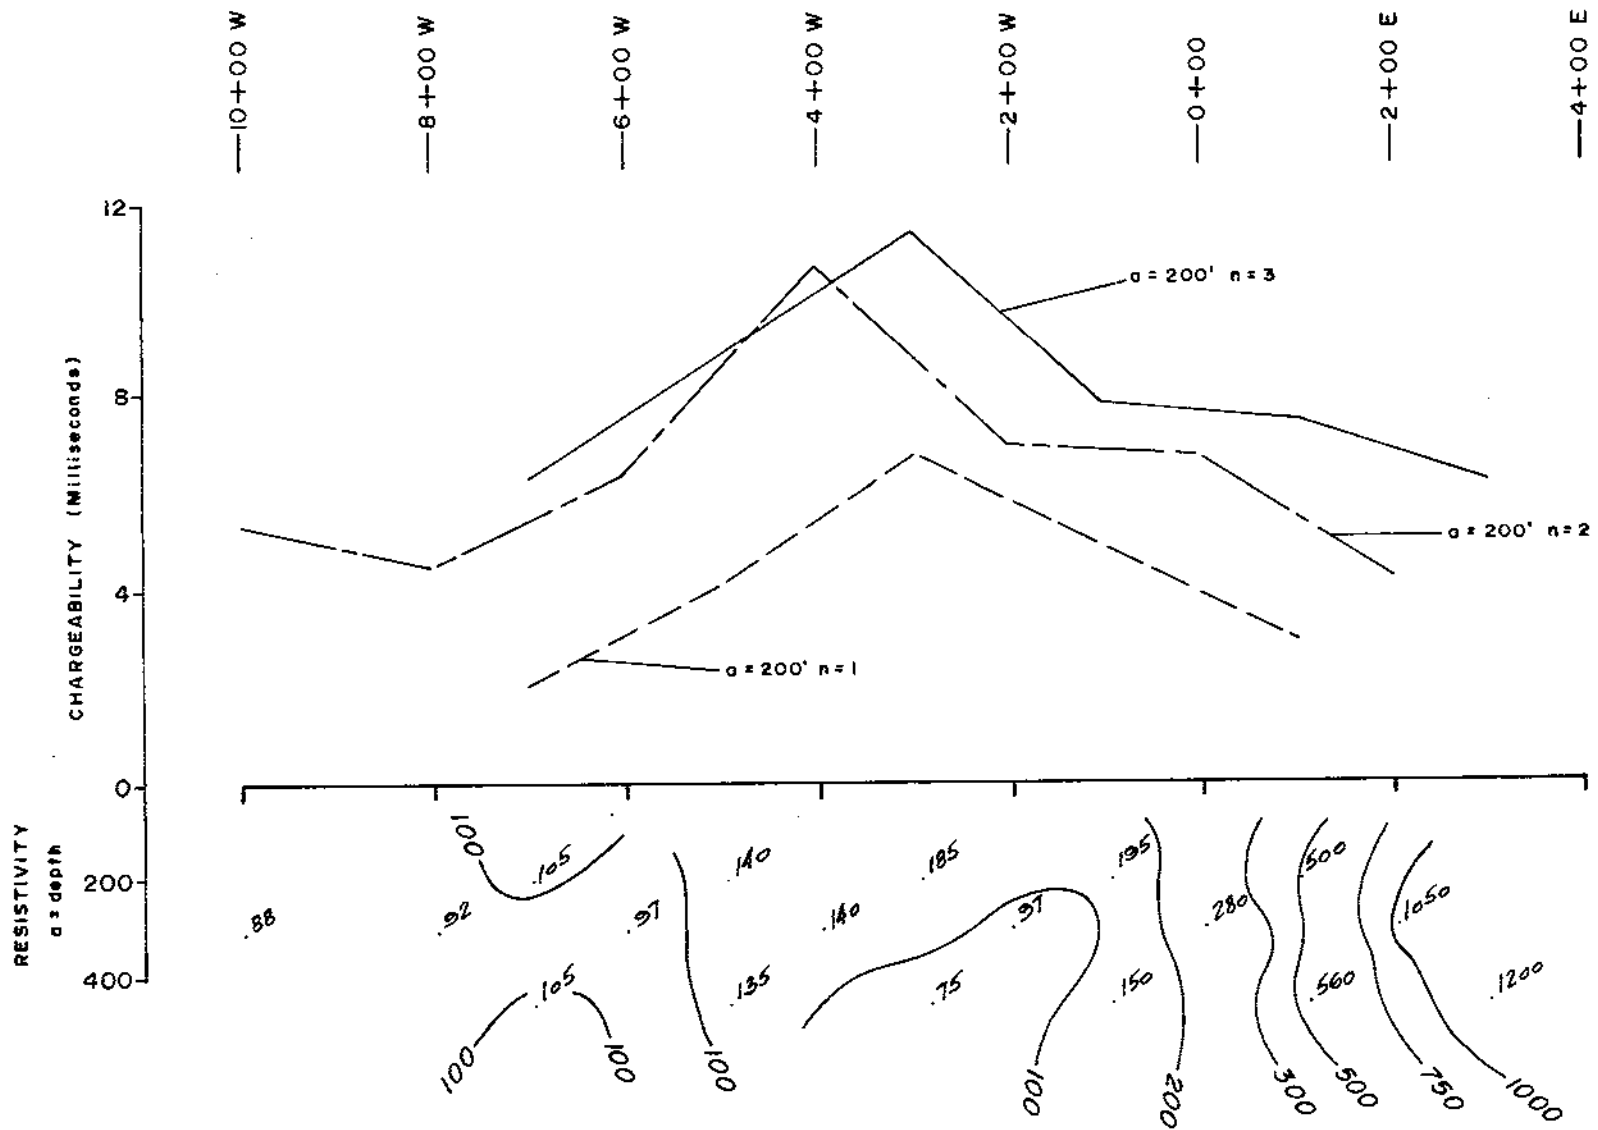 10+00 W
8+00 W
6+00 W
4+00 W
2+00 W
0+00
2+00 E
4+00 E
12
8
4
0
CHARGEABILITY (Milliseconds)
a = 200' n = 3
a = 200' n = 2
a = 200' n = 1
RESISTIVITY
a = depth
200
400
100
.105
.140
.185
.195
.500
.88
.92
.97
.140
.97
.280
.1050
.105
.135
.75
.150
.560
.1200
100
100
100
100
200
300
500
750
1000